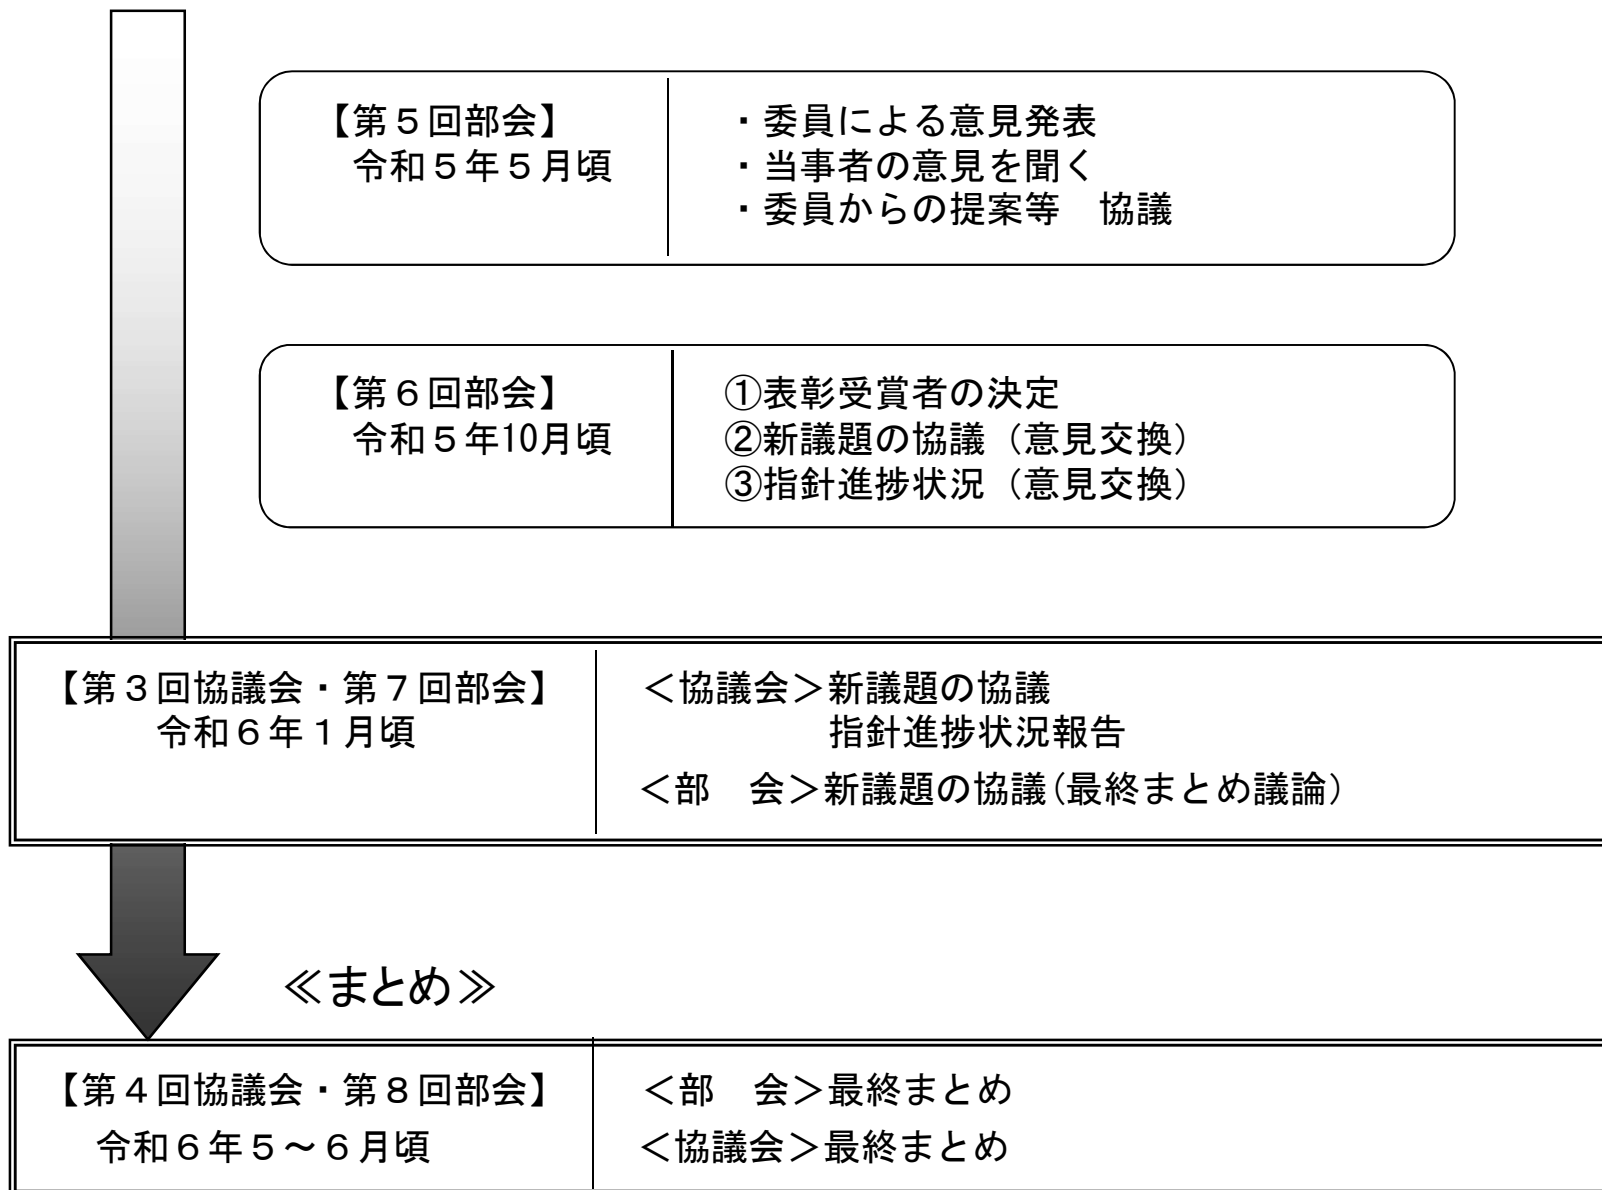 【第５回部会】
令和５年５月頃
・委員による意見発表
・当事者の意見を聞く
・委員からの提案等　協議
【第６回部会】
令和５年10月頃
①表彰受賞者の決定
②新議題の協議（意見交換）
③指針進捗状況（意見交換）
【第３回協議会・第７回部会】
令和６年１月頃
＜協議会＞新議題の協議
指針進捗状況報告
＜部　会＞新議題の協議(最終まとめ議論)
≪まとめ≫
【第４回協議会・第８回部会】
令和６年５～６月頃
＜部　会＞最終まとめ
＜協議会＞最終まとめ